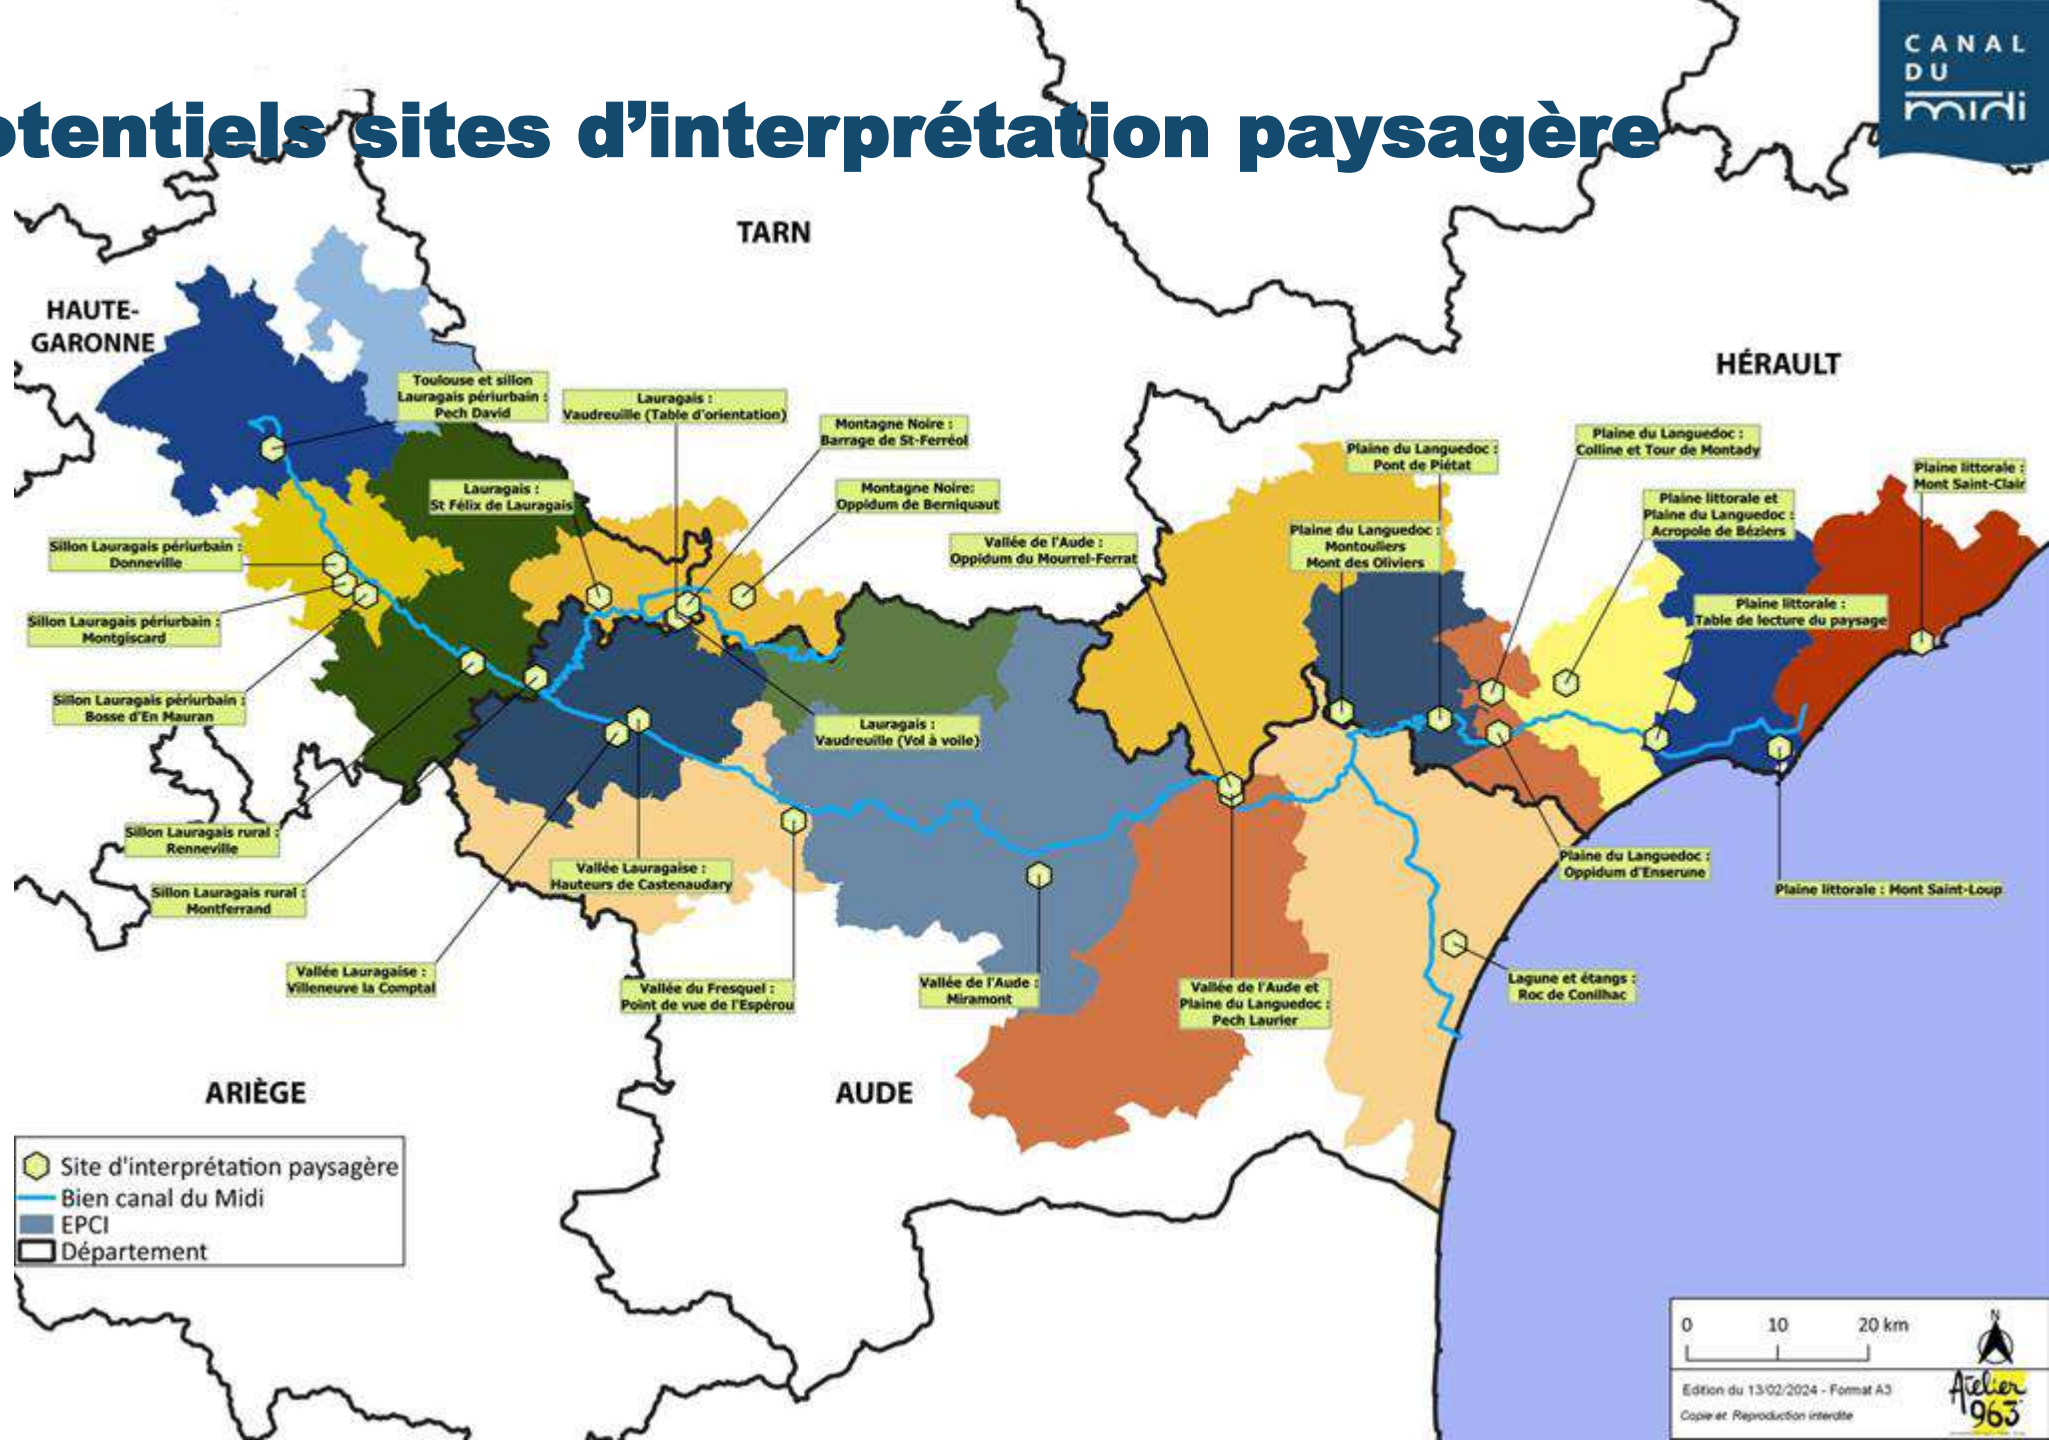 CANAL
DU
midi
otentiels sites d'interprétation paysagère
TARN
HAUTE-
GARONNE
HÉRAULT
Toulouse et sillon
Lauragais périurbain :
Pech David
Lauragais :
Vaudreuille (Table d'orientation)
Montagne Noire :
Barrage de St-Ferréol
Plaine du Languedoc :
Pont de Piétat
Plaine du Languedoc :
Colline et Tour de Montady
Plaine littorale :
Mont Saint-Clair
Lauragais :
St Félix de Lauragais
Montagne Noire:
Oppidum de Berniquaut
Plaine littorale et
Plaine du Languedoc :
Acropole de Béziers
Vallée de l'Aude :
Oppidum du Mourrel-Ferrat
Plaine du Languedoc :
Montouliers
Mont des Oliviers
Sillon Lauragais périurbain :
Donneville
Plaine littorale :
Table de lecture du paysage
Sillon Lauragais périurbain :
Montgiscard
Sillon Lauragais périurbain :
Bosse d'En Mauran
Lauragais :
Vaudreuille (Vol à voile)
Sillon Lauragais rural :
Renneville
Vallée Lauragaise :
Hauteurs de Castenaudary
Plaine du Languedoc :
Oppidum d'Enserune
Sillon Lauragais rural :
Montferrand
Plaine littorale : Mont Saint-Loup
Vallée Lauragaise :
Villeneuve la Comptal
Vallée du Fresquel :
Point de vue de l'Espérou
Vallée de l'Aude :
Miramont
Vallée de l'Aude et
Plaine du Languedoc :
Pech Laurier
Lagune et étangs :
Roc de Conilhac
ARIÈGE
AUDE
Site d'interprétation paysagère
Bien canal du Midi
EPCI
Département
0 10 20 km
N
Edition du 13/02/2024 - Format A3
Copie et Reproduction interdite
Atelier
963